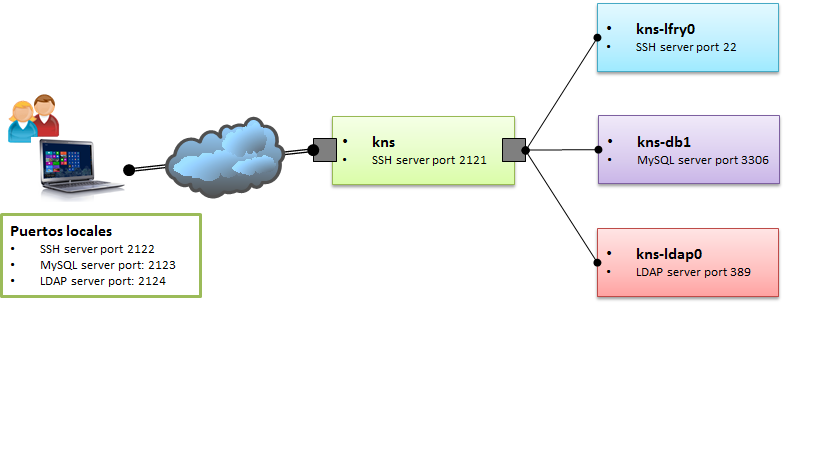 kns-lfry0
SSH server port 22
kns
SSH server port 2121
kns-db1
MySQL server port 3306
kns-ldap0
LDAP server port 389
Puertos locales
SSH server port 2122
MySQL server port: 2123
LDAP server port: 2124